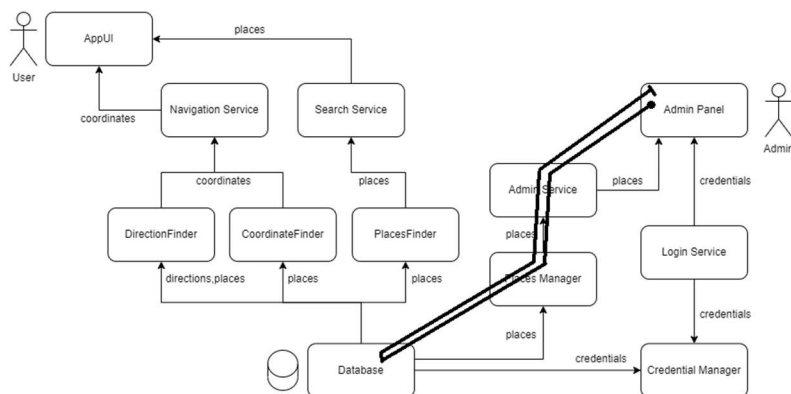 places
AppUI
User
Navigation Service
Search Service
Admin Panel
coordinates
Admin
coordinates
places
Admin Service
places
credentials
DirectionFinder
CoordinateFinder
PlacesFinder
places
Login Service
directions,places
places
places
Places Manager
credentials
places
Database
credentials
Credential Manager